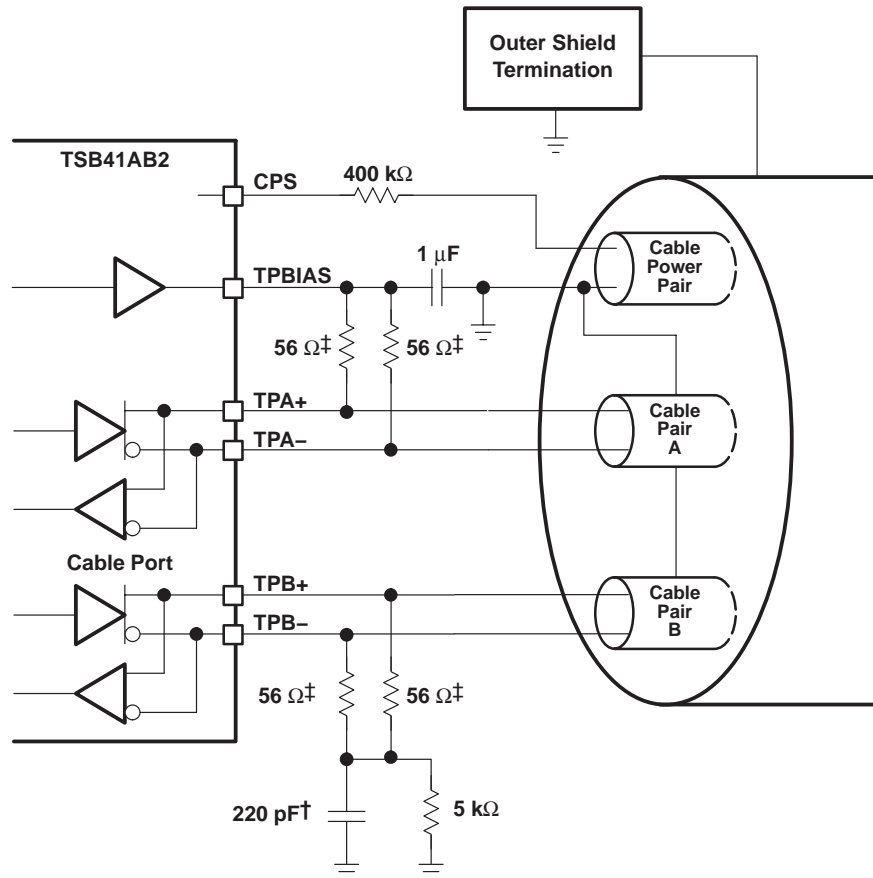 Outer Shield
Termination
TSB41AB2
CPS
400 kΩ
TPBIAS
1 μF
Cable
Power
Pair
56 Ω‡
56 Ω‡
TPA+
TPA−
Cable
Pair
A
Cable Port
TPB+
TPB−
Cable
Pair
B
56 Ω‡
56 Ω‡
220 pF†
5 kΩ